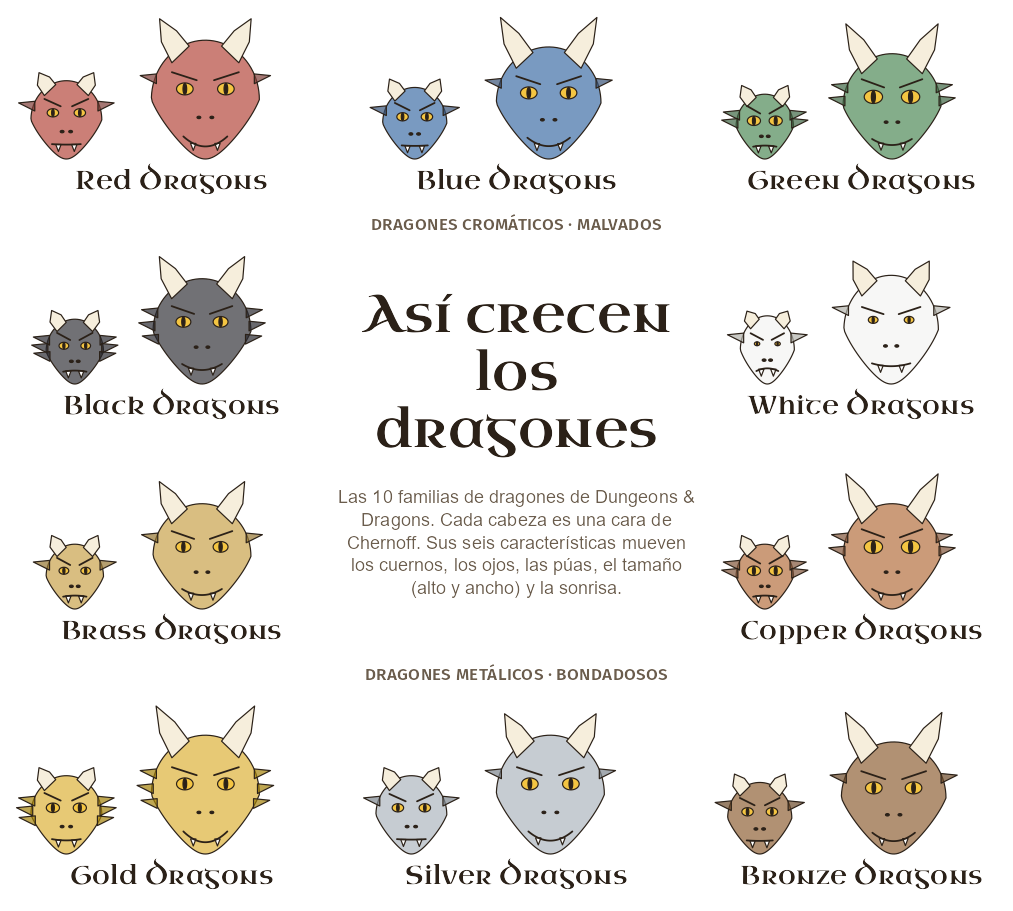 Red Dragons
Blue Dragons
Green Dragons
DRAGONES CROMÁTICOS · MALVADOS
Así crecen
los
dragones
Black Dragons
White Dragons
Las 10 familias de dragones de Dungeons &
Dragons. Cada cabeza es una cara de
Chernoff. Sus seis características mueven
los cuernos, los ojos, las púas, el tamaño
(alto y ancho) y la sonrisa.
Brass Dragons
Copper Dragons
DRAGONES METÁLICOS · BONDADOSOS
Gold Dragons
Silver Dragons
Bronze Dragons